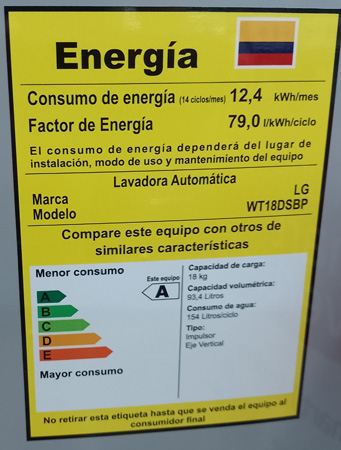 Energía
Consumo de energía (14 ciclos/mes) 12,4 kWh/mes
Factor de Energía 79,0 l/kWh/ciclo
El consumo de energía dependerá del lugar de
instalación, modo de uso y mantenimiento del equipo
Lavadora Automática
Marca LG
Modelo WT18DSBP
Compare este equipo con otros de
similares características
Menor consumo
A
B
C
D
E
Mayor consumo
Este equipo
A
Capacidad de carga:
18 kg
Capacidad volumétrica:
93,4 Litros
Consumo de agua:
154 Litros/ciclo
Tipo:
Impulsor
Eje Vertical
No retirar esta etiqueta hasta que se venda el equipo al
consumidor final